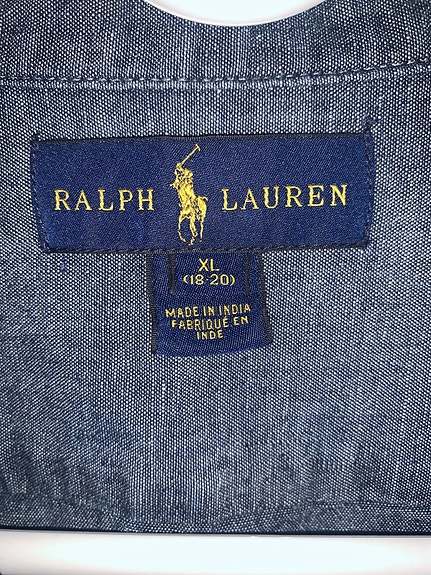 RALPH LAUREN
XL
(18-20)
MADE IN INDIA
FABRIQUÉ EN
INDE